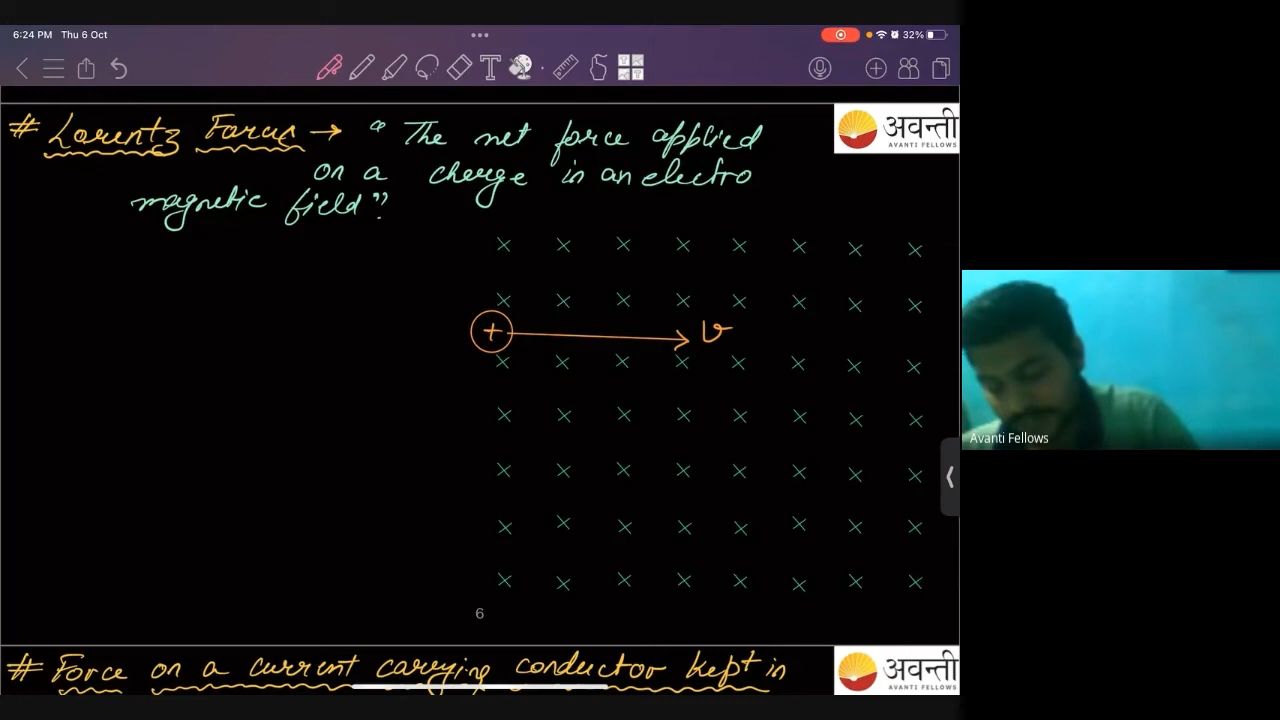 6:24 PM Thu 6 Oct
32%
# Lorentz Force → "The net force applied
on a charge in an electro
magnetic field"
अवन्ती
AVANTI FELLOWS
+ v
Avanti Fellows
6
# Force on a current carrying conductor kept in
अवन्ती
AVANTI FELLOWS